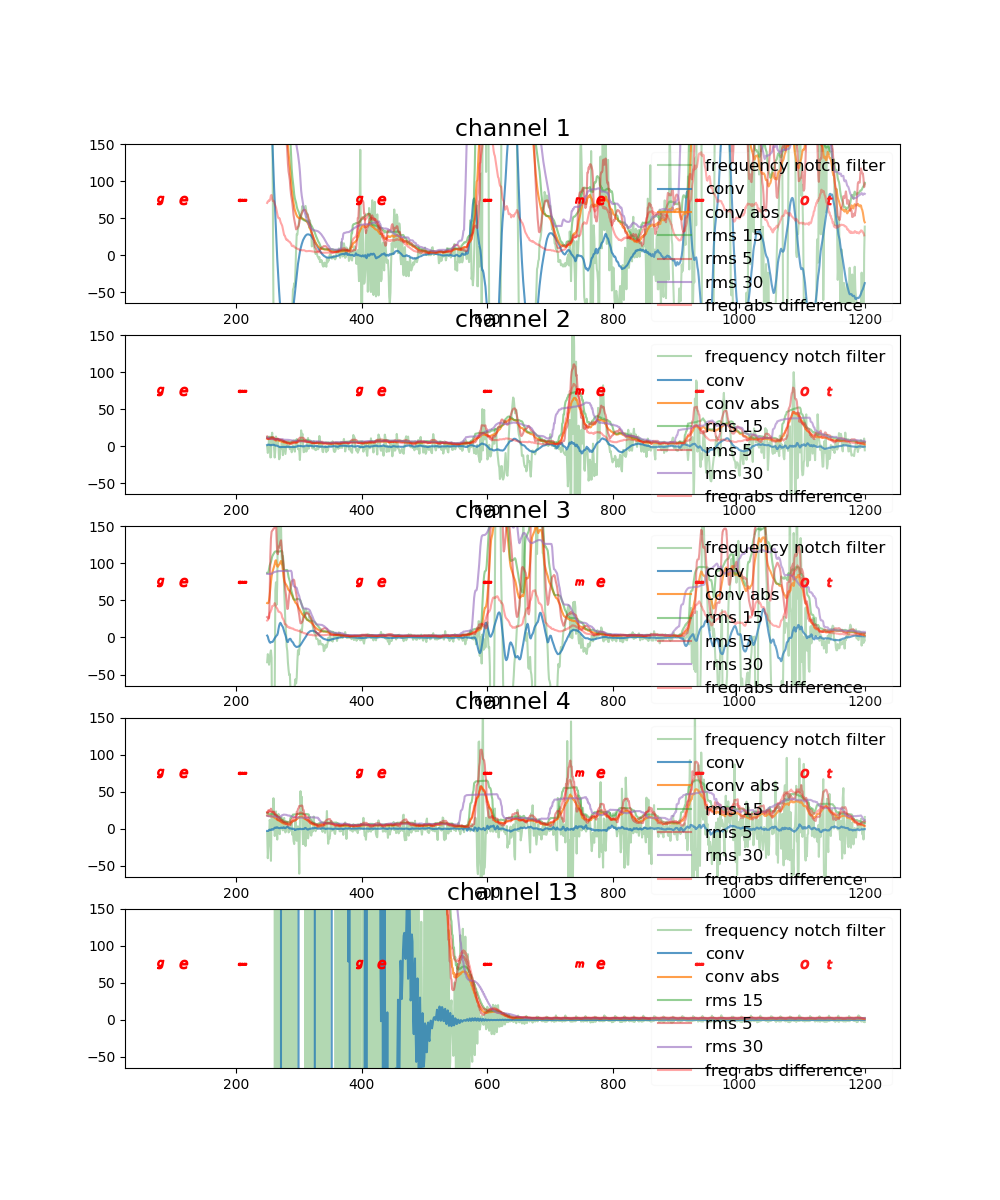 channel 1
150
100
50
0
−50
g e – g e – m e – o t
frequency notch filter
conv
conv abs
rms 15
rms 5
rms 30
freq abs difference
200 400 600 800 1000 1200
channel 2
150
100
50
0
−50
g e – g e – m e – o t
frequency notch filter
conv
conv abs
rms 15
rms 5
rms 30
freq abs difference
200 400 600 800 1000 1200
channel 3
150
100
50
0
−50
g e – g e – m e – o t
frequency notch filter
conv
conv abs
rms 15
rms 5
rms 30
freq abs difference
200 400 600 800 1000 1200
channel 4
150
100
50
0
−50
g e – g e – m e – o t
frequency notch filter
conv
conv abs
rms 15
rms 5
rms 30
freq abs difference
200 400 600 800 1000 1200
channel 13
150
100
50
0
−50
g e – g e – m e – o t
frequency notch filter
conv
conv abs
rms 15
rms 5
rms 30
freq abs difference
200 400 600 800 1000 1200